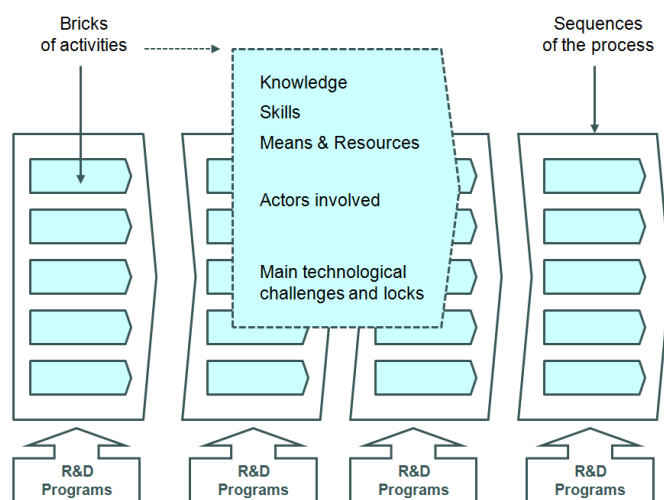 Bricks
of activities
Sequences
of the process
Knowledge
Skills
Means & Resources
Actors involved
Main technological
challenges and locks
R&D
Programs
R&D
Programs
R&D
Programs
R&D
Programs